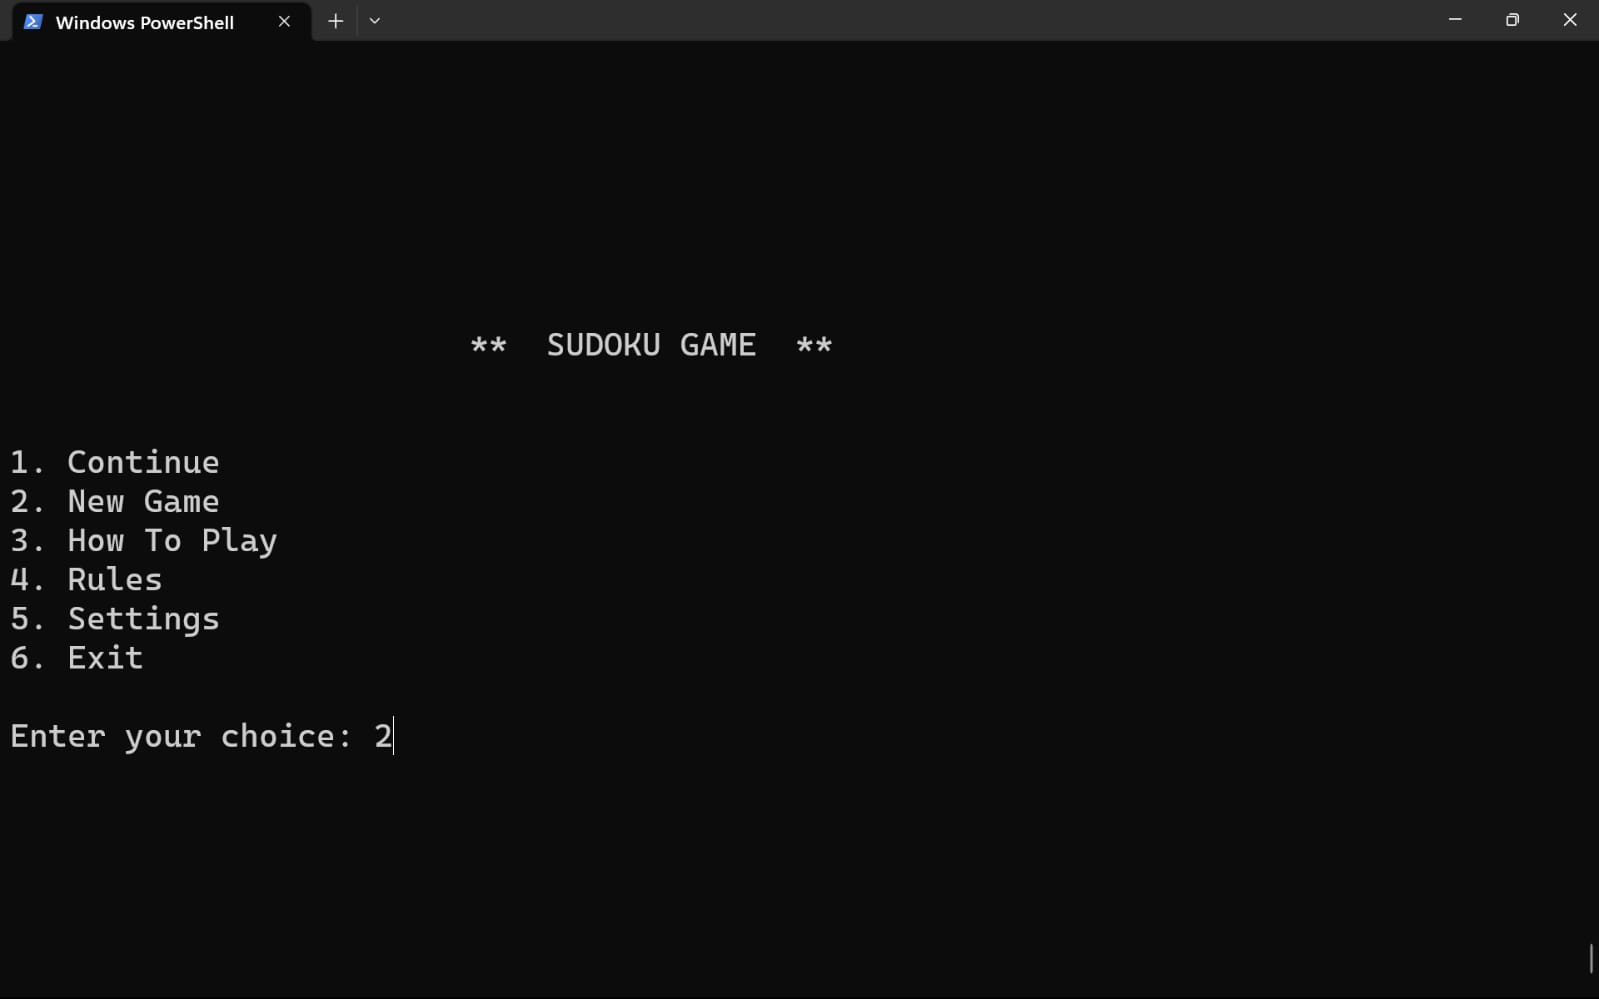 Windows PowerShell
** SUDOKU GAME **
1. Continue
2. New Game
3. How To Play
4. Rules
5. Settings
6. Exit
Enter your choice: 2